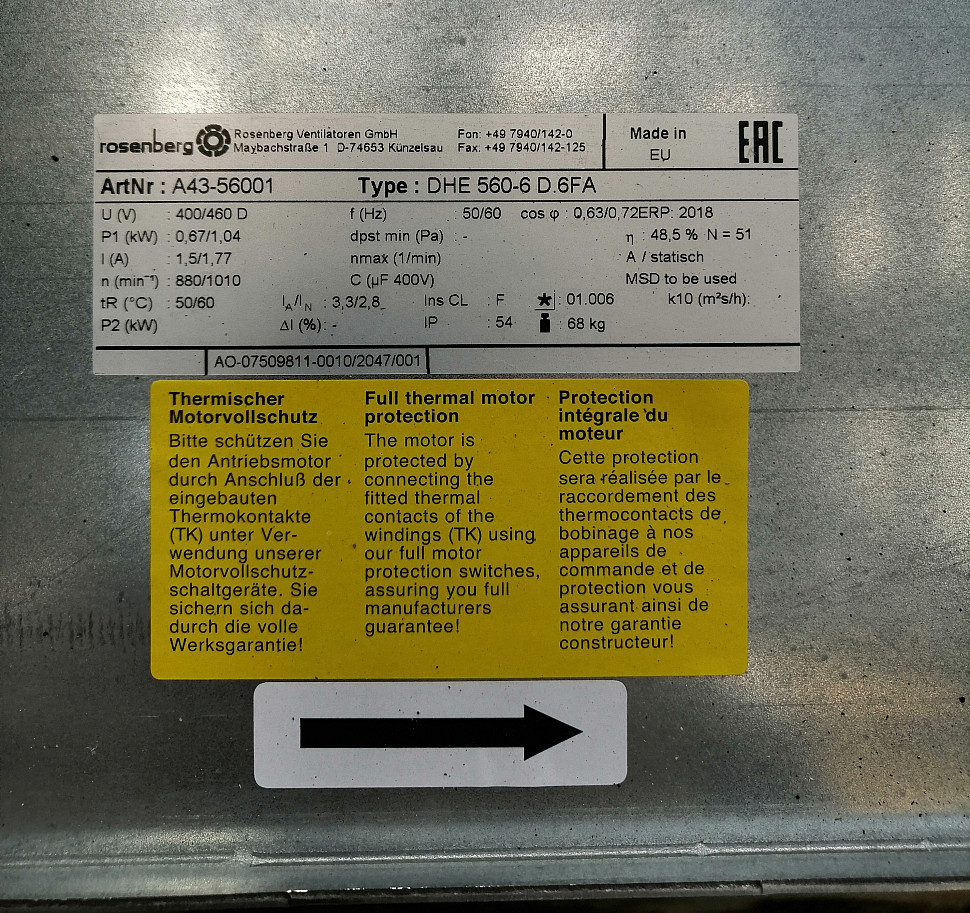 rosenberg
Rosenberg Ventilatoren GmbH
Maybachstraße 1 D-74653 Künzelsau
Fon: +49 7940/142-0
Fax: +49 7940/142-125
Made in
EU
EAC
ArtNr : A43-56001 Type : DHE 560-6 D.6FA
U (V) : 400/460 D f (Hz) : 50/60 cos φ : 0,63/0,72ERP: 2018
P1 (kW) : 0,67/1,04 dpst min (Pa) : - η : 48,5 % N = 51
I (A) : 1,5/1,77 nmax (1/min) A / statisch
n (min⁻¹) : 880/1010 C (µF 400V) MSD to be used
tR (°C) : 50/60 IA/IN : 3,3/2,8 Ins CL : F : 01.006 k10 (m²s/h):
P2 (kW) ΔI (%): - IP : 54 : 68 kg
AO-07509811-0010/2047/001
Thermischer
Motorvollschutz
Bitte schützen Sie
den Antriebsmotor
durch Anschluß der
eingebauten
Thermokontakte
(TK) unter Ver-
wendung unserer
Motorvollschutz-
schaltgeräte. Sie
sichern sich da-
durch die volle
Werksgarantie!
Full thermal motor
protection
The motor is
protected by
connecting the
fitted thermal
contacts of the
windings (TK) using
our full motor
protection switches,
assuring you full
manufacturers
guarantee!
Protection
intégrale du
moteur
Cette protection
sera réalisée par le
raccordement des
thermocontacts de
bobinage à nos
appareils de
commande et de
protection vous
assurant ainsi de
notre garantie
constructeur!